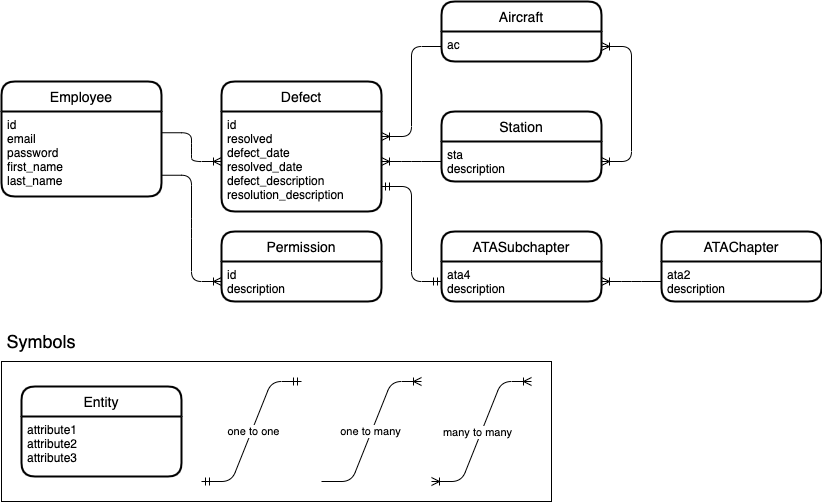 Aircraft
ac
Employee
id
email
password
first_name
last_name
Defect
id
resolved
defect_date
resolved_date
defect_description
resolution_description
Station
sta
description
Permission
id
description
ATASubchapter
ata4
description
ATAChapter
ata2
description
Symbols
Entity
attribute1
attribute2
attribute3
one to one
one to many
many to many